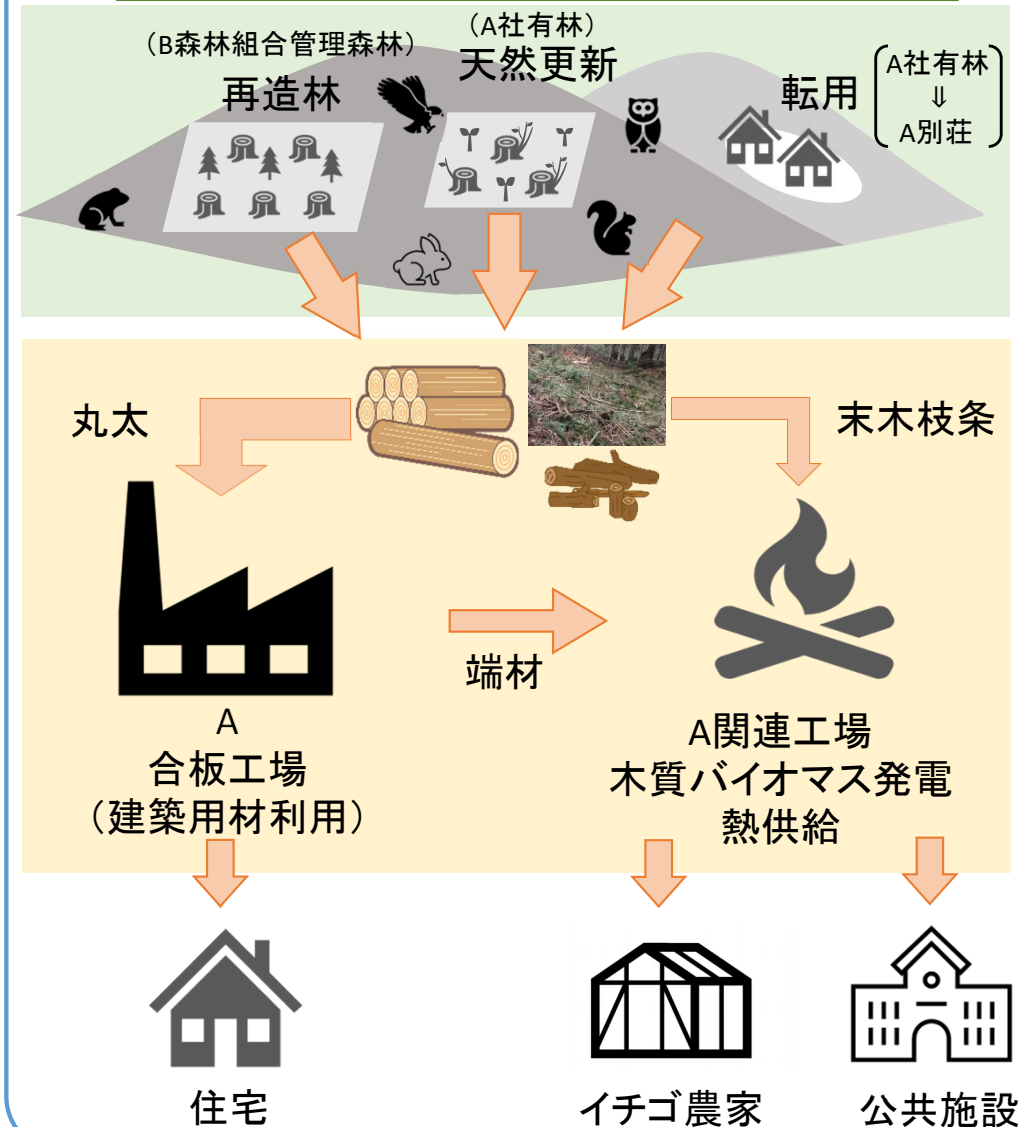 （B森林組合管理森林）
再造林
（A社有林）
天然更新
転用
A社有林
⇓
A別荘
丸太
末木枝条
端材
A
合板工場
（建築用材利用）
A関連工場
木質バイオマス発電
熱供給
住宅
イチゴ農家
公共施設